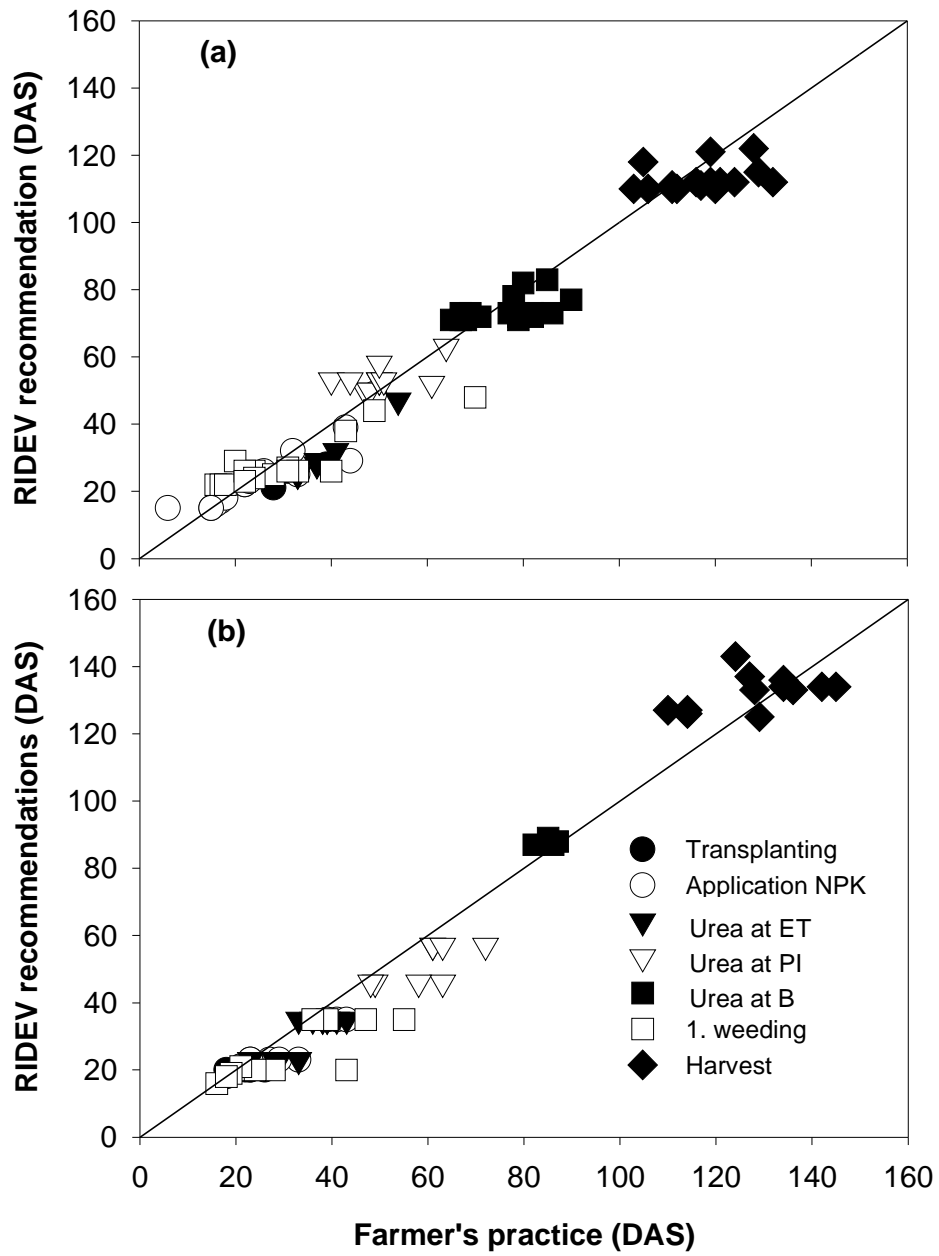 160
(a)
140
120
100
80
60
40
20
0
RIDEV recommendation (DAS)
160
(b)
140
120
100
80
60
40
20
0
RIDEV recommendations (DAS)
Transplanting
Application NPK
Urea at ET
Urea at PI
Urea at B
1. weeding
Harvest
0 20 40 60 80 100 120 140 160
Farmer's practice (DAS)